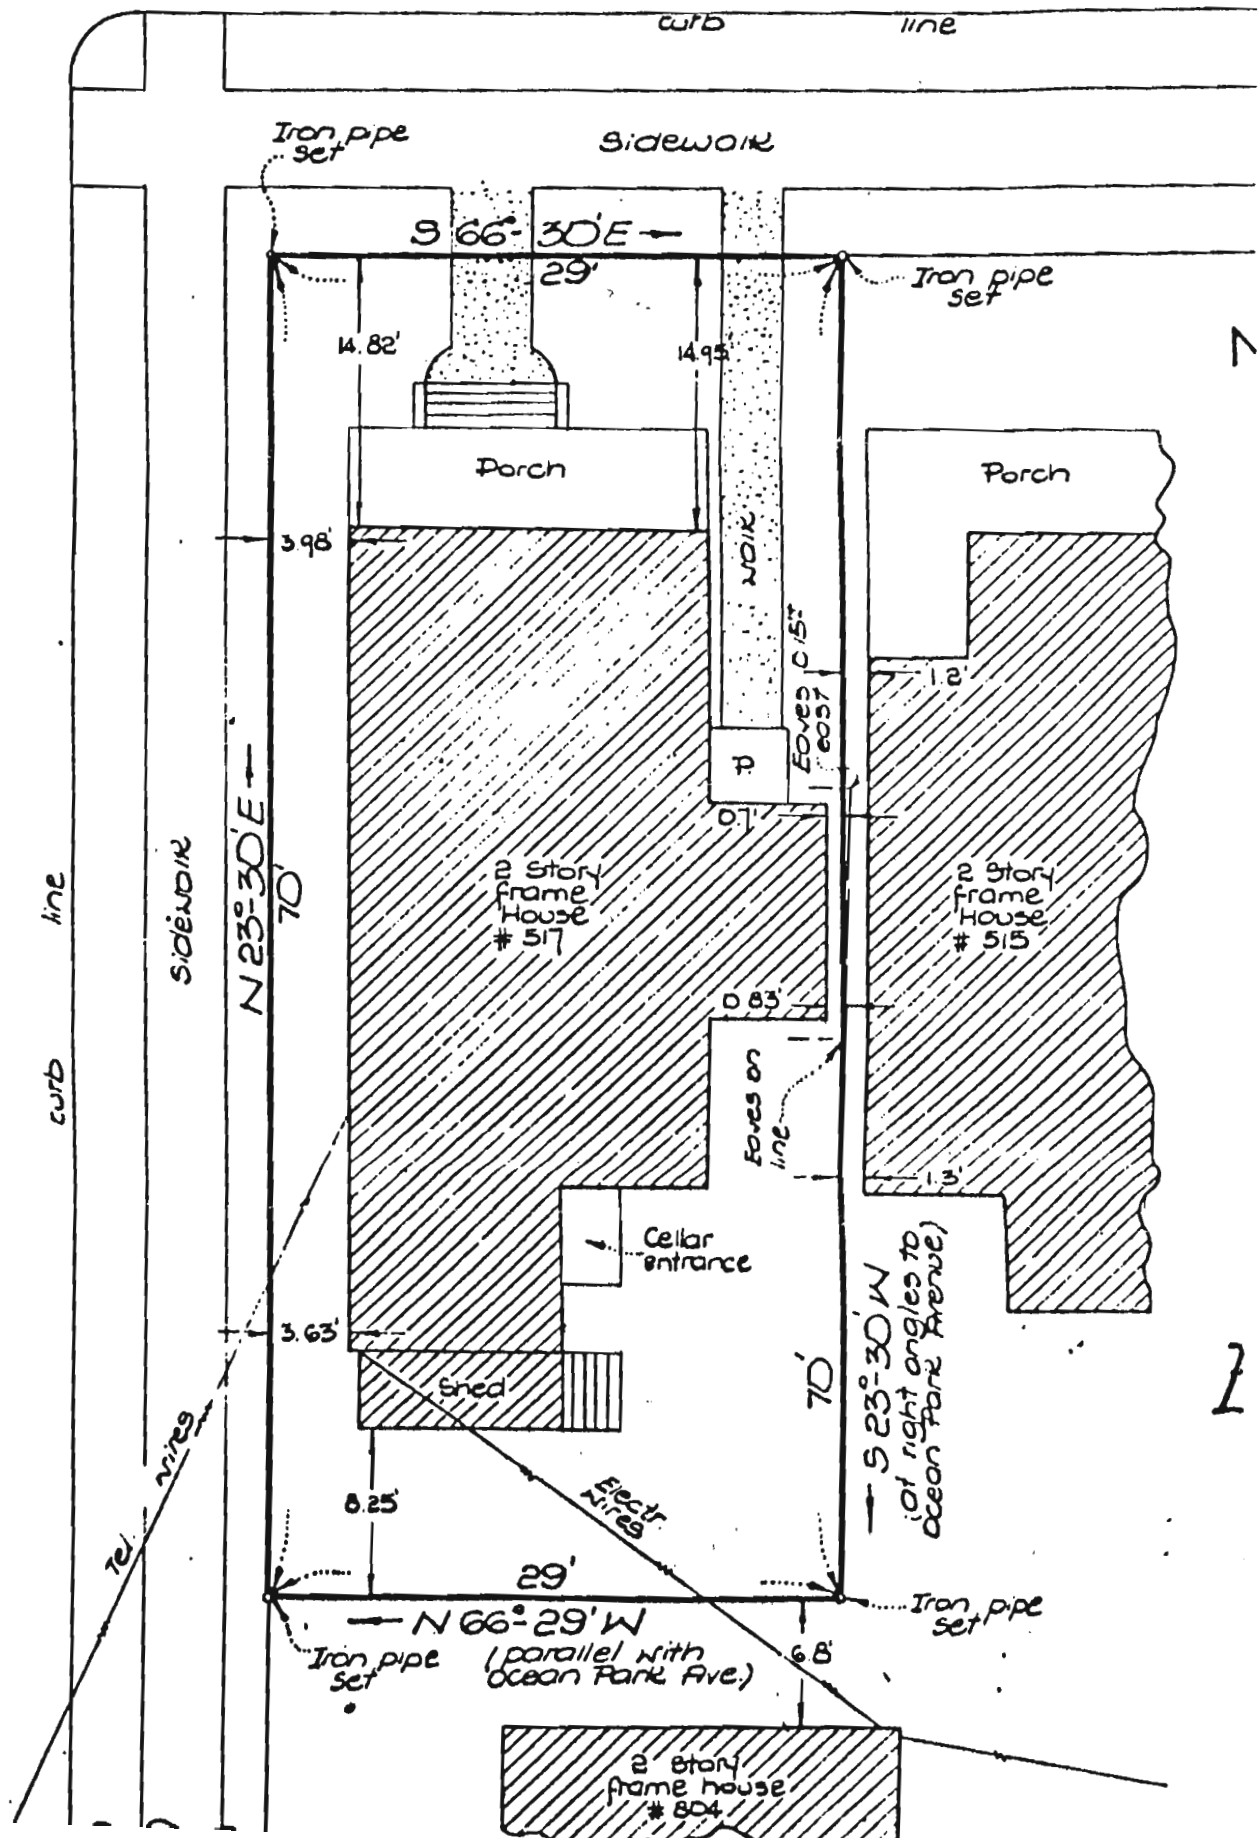 curb line
Sidewalk
Iron pipe
set
S 66°-30'E
29'
Iron pipe
set
14.82'
14.95'
Porch
Porch
3.98'
Walk
Eaves 0.15'
east
1.2'
P
0.7'
N 23°-30'E
70'
Sidewalk
curb line
2 Story
frame
House
# 517
2 Story
frame
House
# 515
0.83'
Eaves on
line
1.3'
Cellar
entrance
3.63'
Shed
70'
S 23°-30'W
(at right angles to
Ocean Park Avenue)
Tel. Wires
8.25'
Electr.
Wires
29'
N 66°-29'W
(parallel with
Ocean Park Ave.)
Iron pipe
set
Iron pipe
set
6.8'
2 Story
frame house
# 804